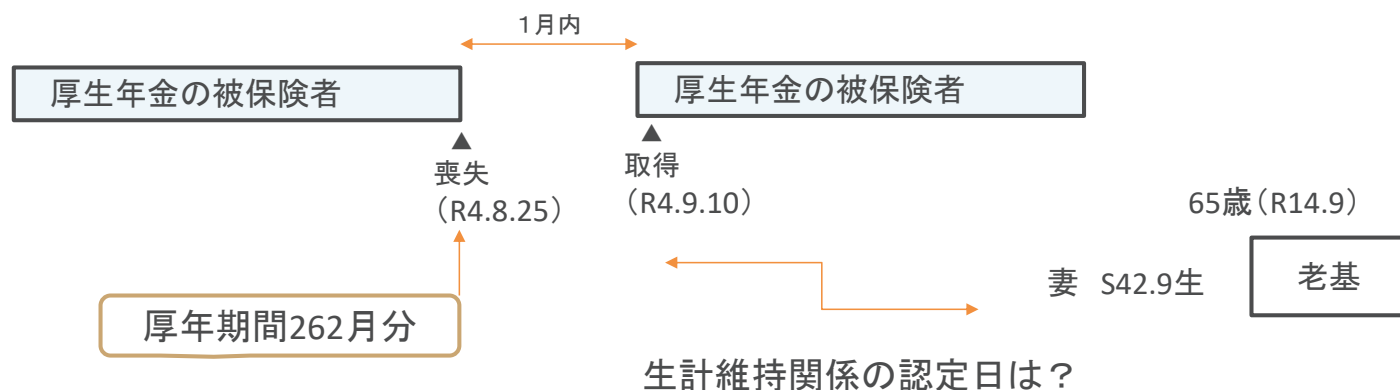 1月内
厚生年金の被保険者
厚生年金の被保険者
▲
喪失
（R4.8.25）
▲
取得
（R4.9.10）
65歳（R14.9）
妻 S42.9生
老基
厚年期間262月分
生計維持関係の認定日は？